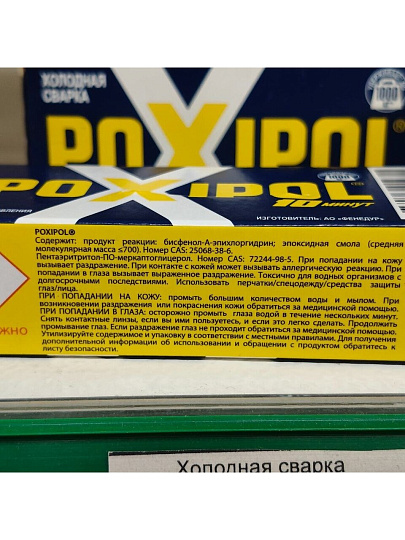 ХОЛОДНАЯ
СВАРКА
POXIPOL
POXIPOL
10 МИНУТ
ИЗГОТОВИТЕЛЬ: АО «ФЕНЕДУР»
POXIPOL®
Содержит: продукт реакции: бисфенол-А-эпихлоргидрин; эпоксидная смола (средняя
молекулярная масса ≤700). Номер CAS: 25068-38-6.
Пентаэритритол-ПО-меркаптоглицерол. Номер CAS: 72244-98-5. При попадании на кожу
вызывает раздражение. При контакте с кожей может вызывать аллергическую реакцию. При
попадании в глаза вызывает выраженное раздражение. Токсично для водных организмов с
долгосрочными последствиями. Использовать перчатки/спецодежду/средства защиты
глаз/лица.
ПРИ ПОПАДАНИИ НА КОЖУ: промыть большим количеством воды и мылом. При
возникновении раздражения на коже: обратиться за медицинской помощью.
ПРИ ПОПАДАНИИ В ГЛАЗА: осторожно промыть глаза водой в течение нескольких минут.
Снять контактные линзы, если вы ими пользуетесь, и если это легко сделать. Продолжить
промывание глаз. Если раздражение глаз не проходит обратиться за медицинской помощью.
Утилизируйте содержимое и упаковку в соответствии с местными правилами. Для получения
дополнительной информации об использовании и обращении с продуктом обратитесь к
листу безопасности.
Холодная сварка